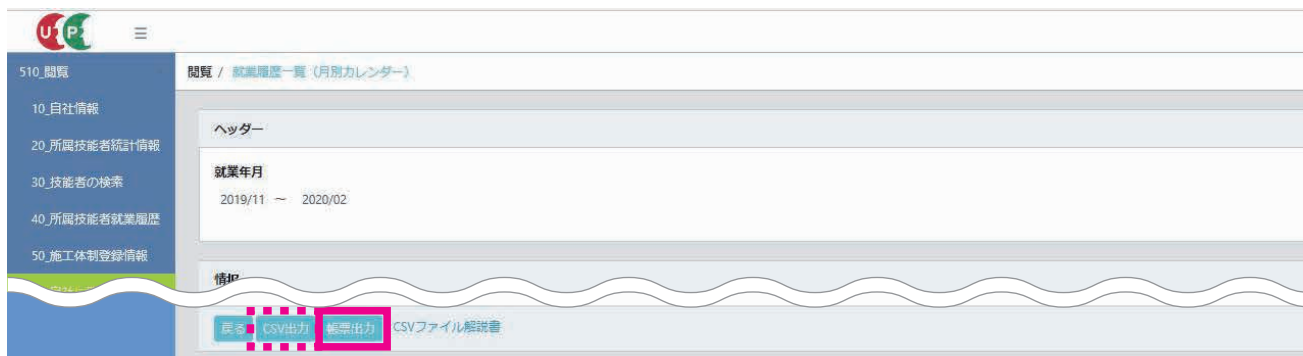 510_閲覧
10_自社情報
20_所属技能者統計情報
30_技能者の検索
40_所属技能者就業履歴
50_施工体制登録情報
閲覧 / 就業履歴一覧（月別カレンダー）
ヘッダー
就業年月
2019/11 ～ 2020/02
情報
戻る CSV出力 帳票出力 CSVファイル解説書